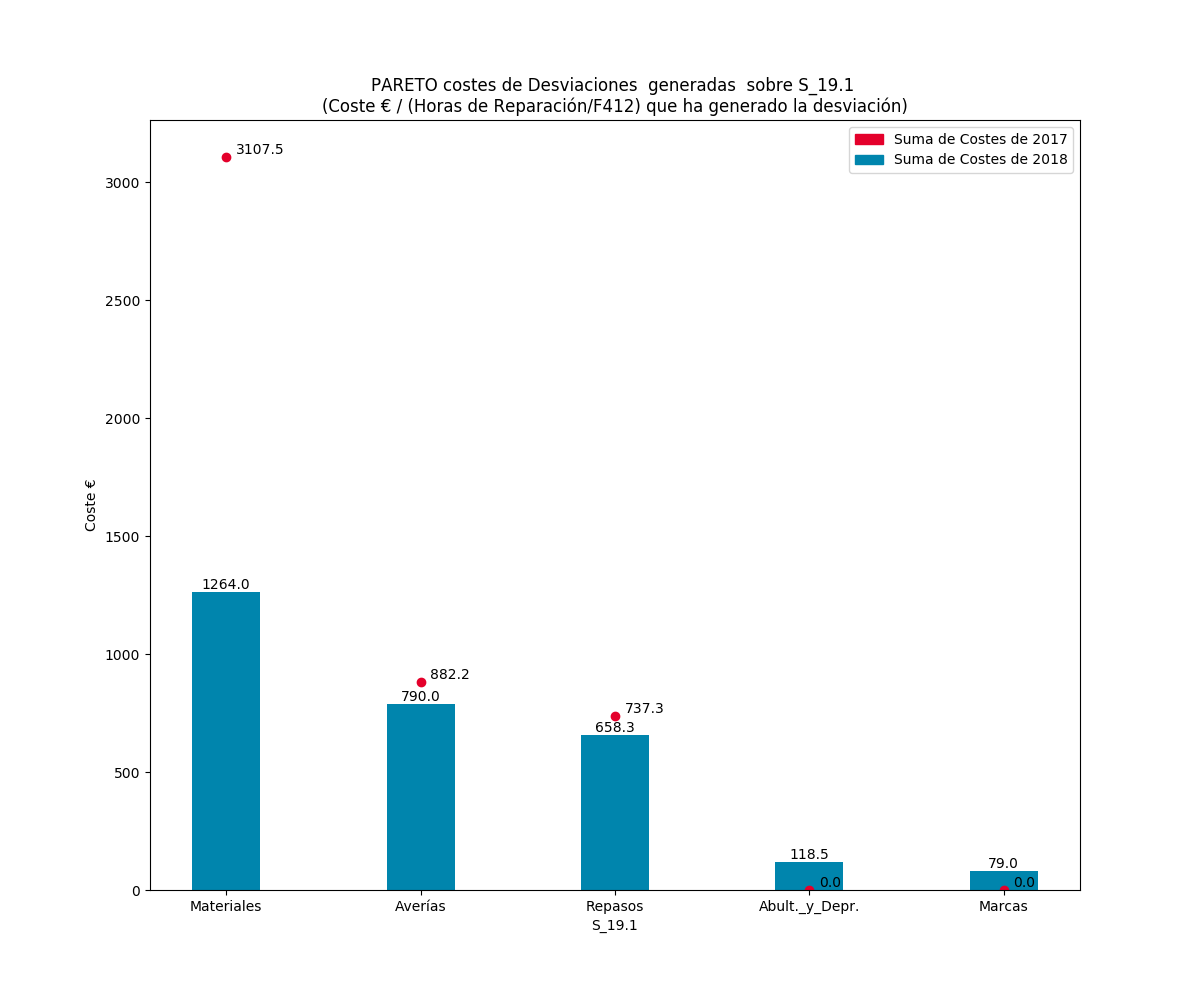 PARETO costes de Desviaciones  generadas  sobre S_19.1
(Coste € / (Horas de Reparación/F412) que ha generado la desviación)
Suma de Costes de 2017
Suma de Costes de 2018
3107.5
3000
2500
2000
Coste €
1500
1264.0
1000
882.2
790.0
737.3
658.3
500
118.5
79.0
0.0
0.0
0
Materiales
Averías
Repasos
Abult._y_Depr.
Marcas
S_19.1